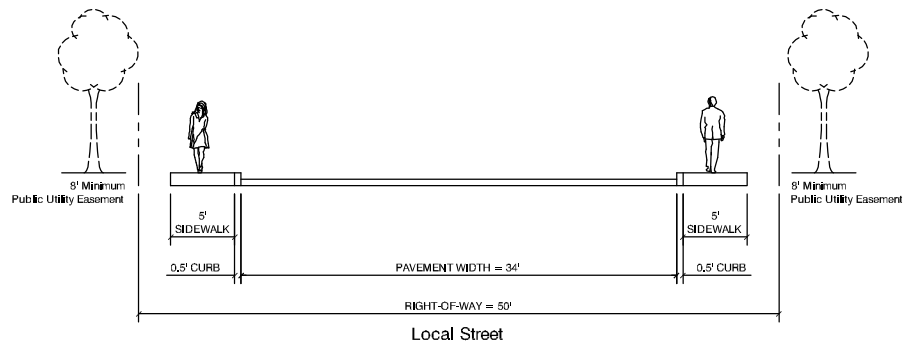 8' Minimum
Public Utility Easement
8' Minimum
Public Utility Easement
5'
SIDEWALK
5'
SIDEWALK
0.5' CURB
PAVEMENT WIDTH = 34'
0.5' CURB
RIGHT-OF-WAY = 50'
Local Street